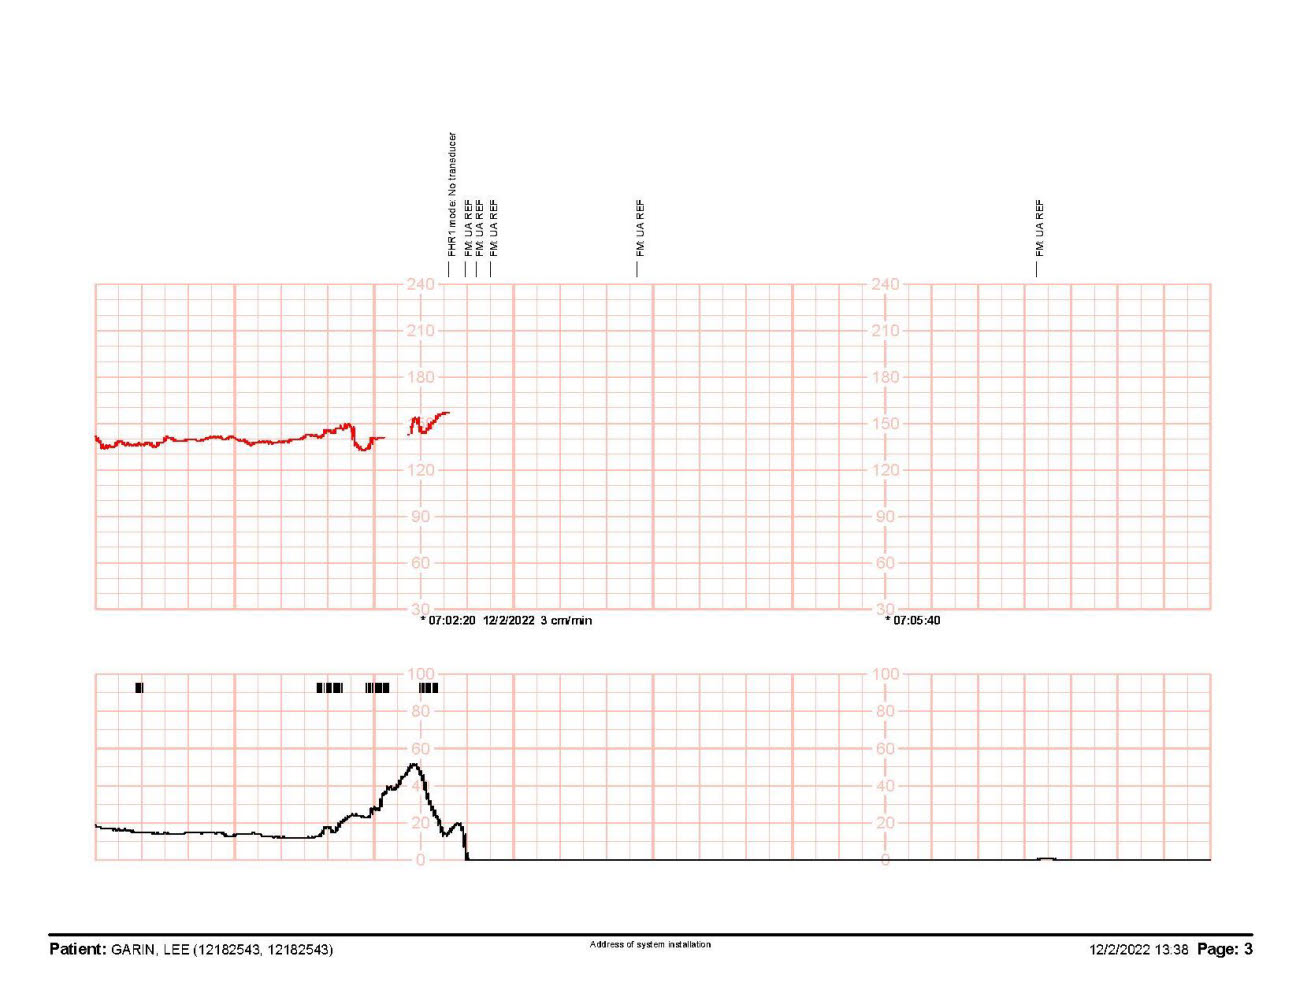 FHR1 mode: No transducer
FM: UA REF
FM: UA REF
FM: UA REF
FM: UA REF
FM: UA REF
240 240
210 210
180 180
150
150
120 120
90 90
60 60
30 30
* 07:02:20 12/2/2022 3 cm/min * 07:05:40
100 100
80 80
60 60
40 40
20 20
0 0
Patient: GARIN, LEE (12182543, 12182543) Address of system installation 12/2/2022 13:38 Page: 3